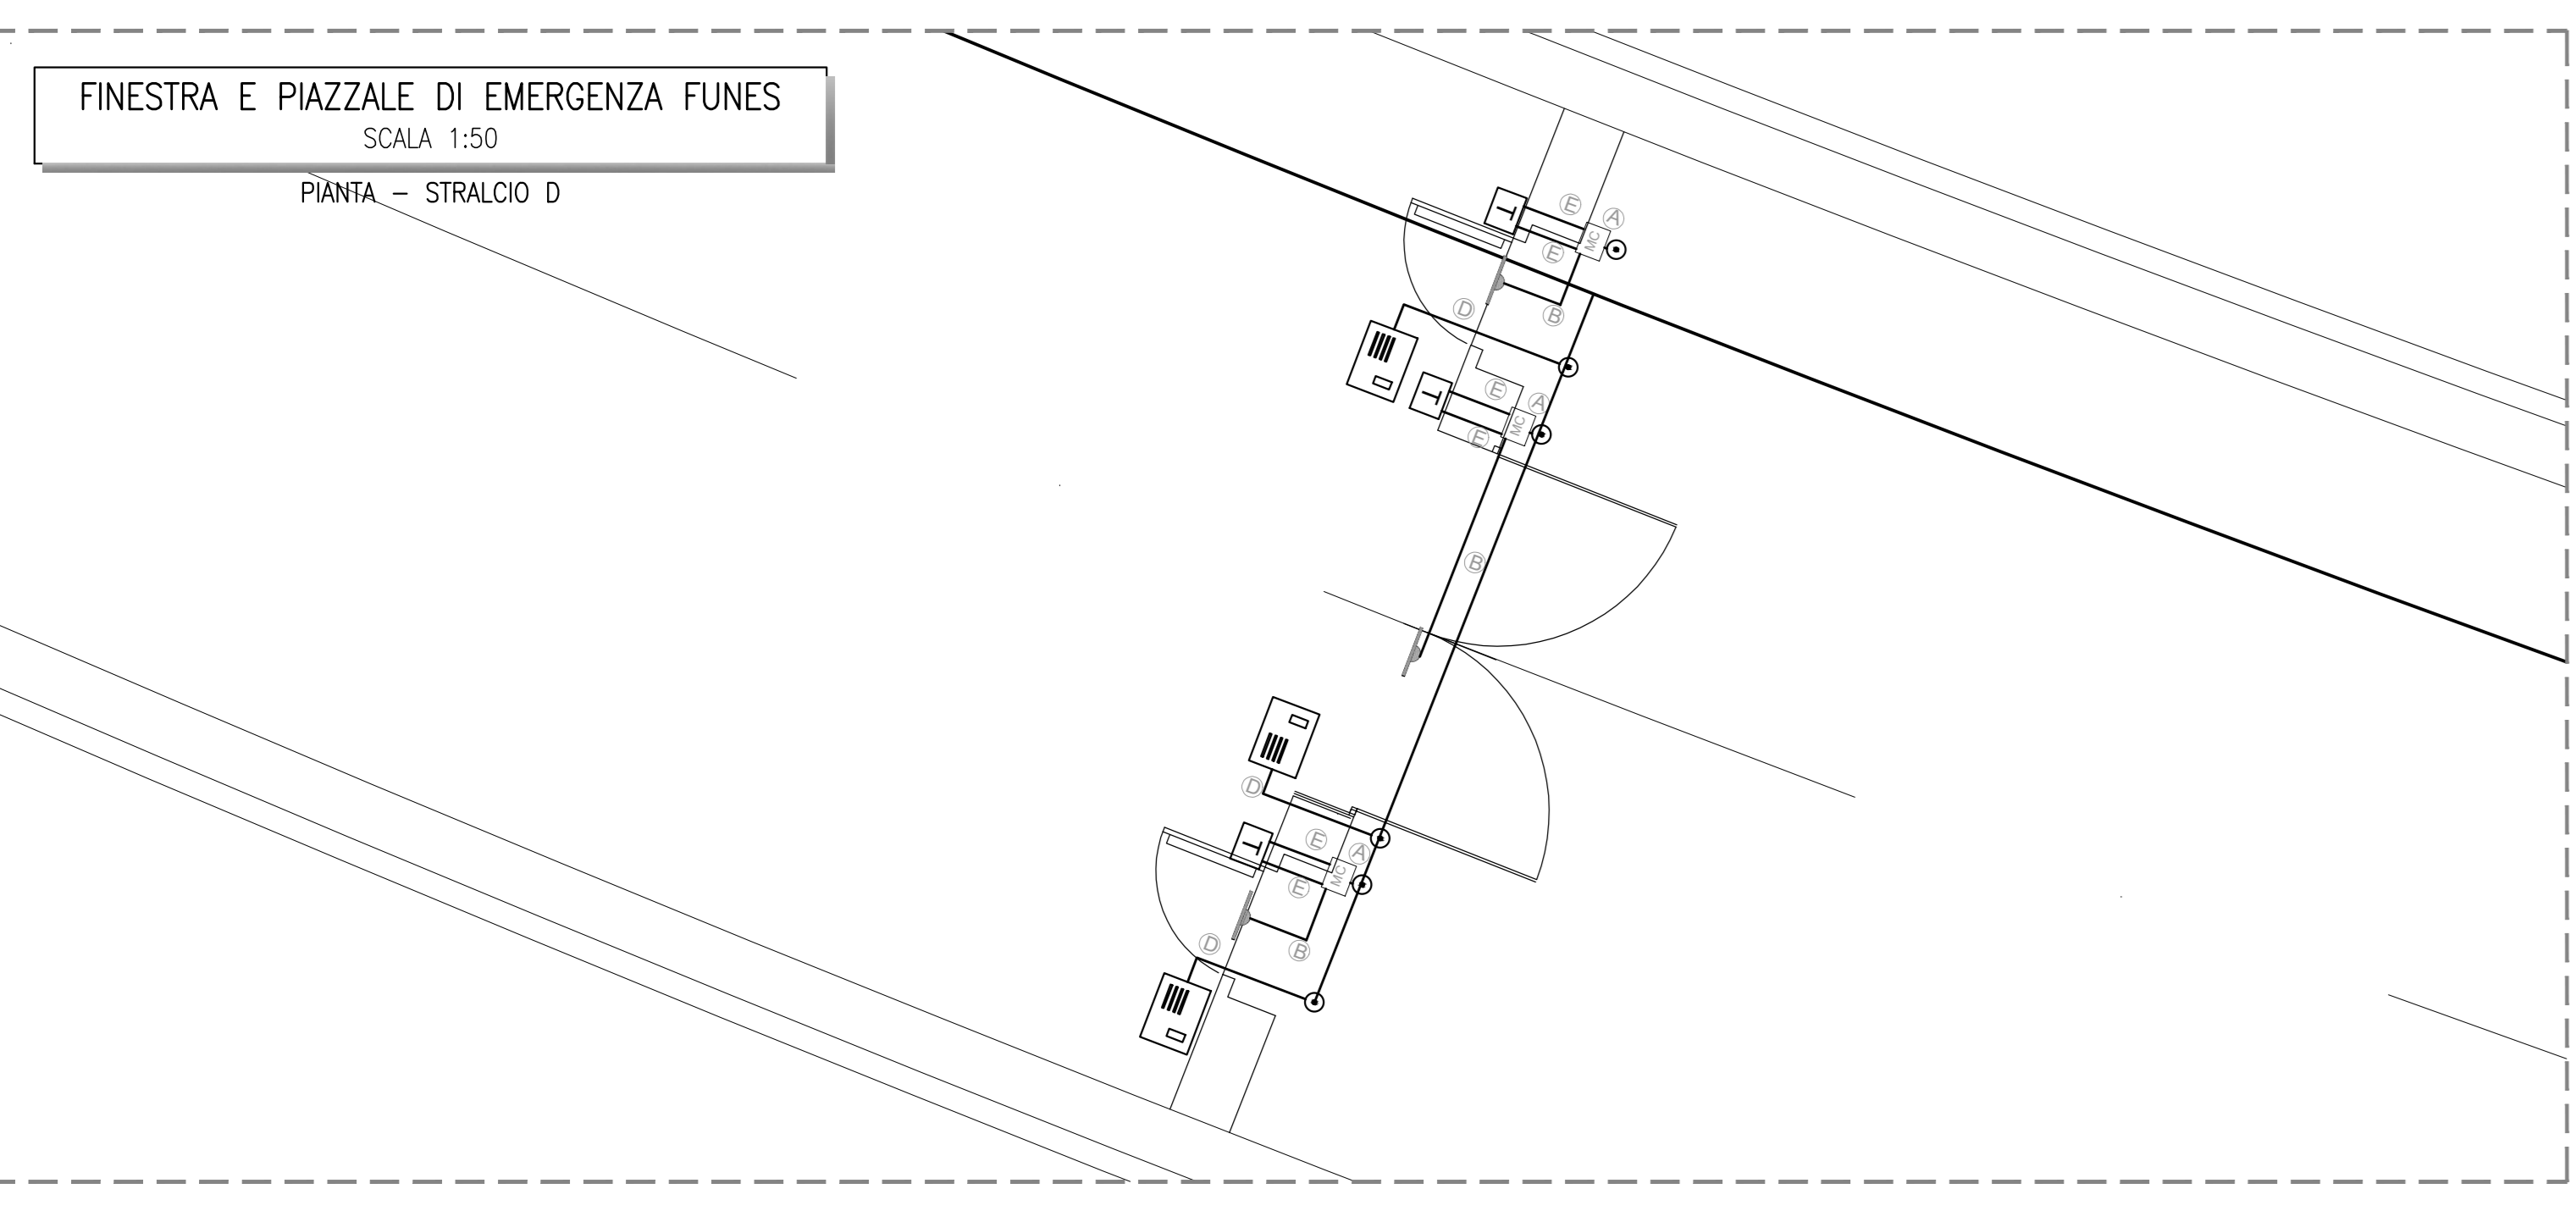 FINESTRA E PIAZZALE DI EMERGENZA FUNES
SCALA 1:50
PIANTA – STRALCIO D
T
E
A
MC
E
D
B
E
A
T
MC
E
B
D
E
A
T
MC
E
D
B